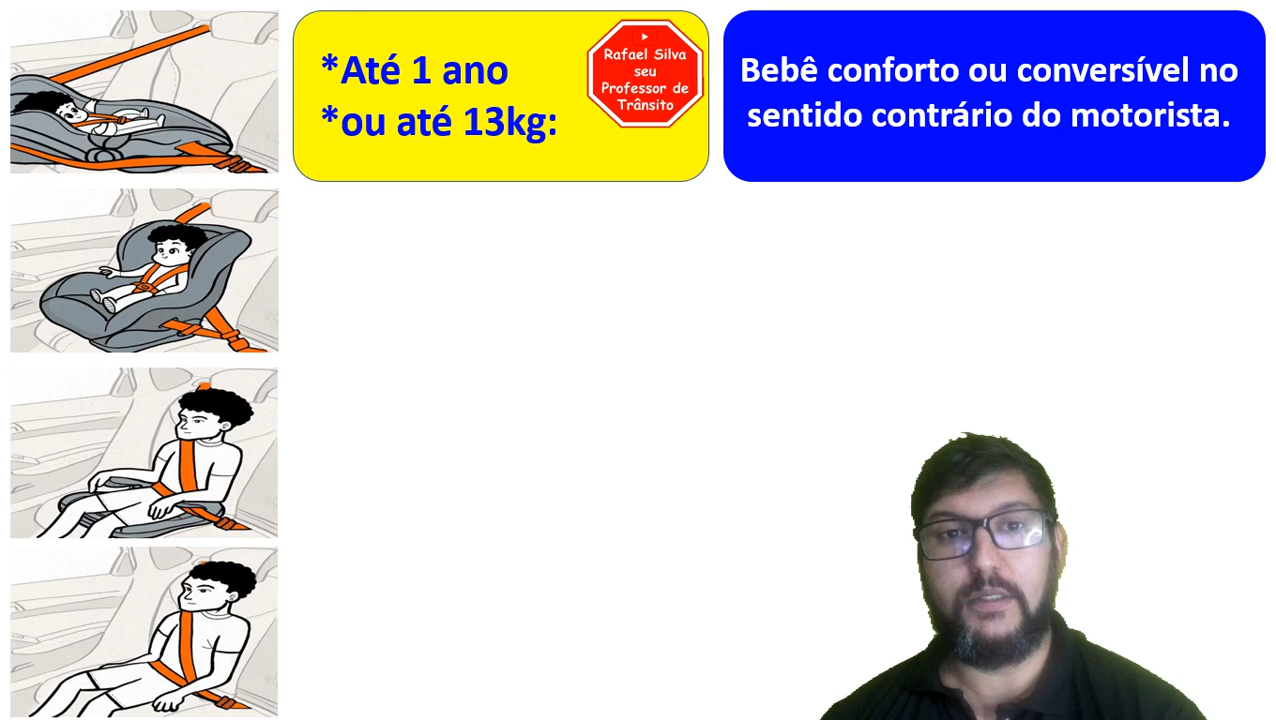 *Até 1 ano
*ou até 13kg:
Rafael Silva
seu
Professor de
Trânsito
Bebê conforto ou conversível no
sentido contrário do motorista.